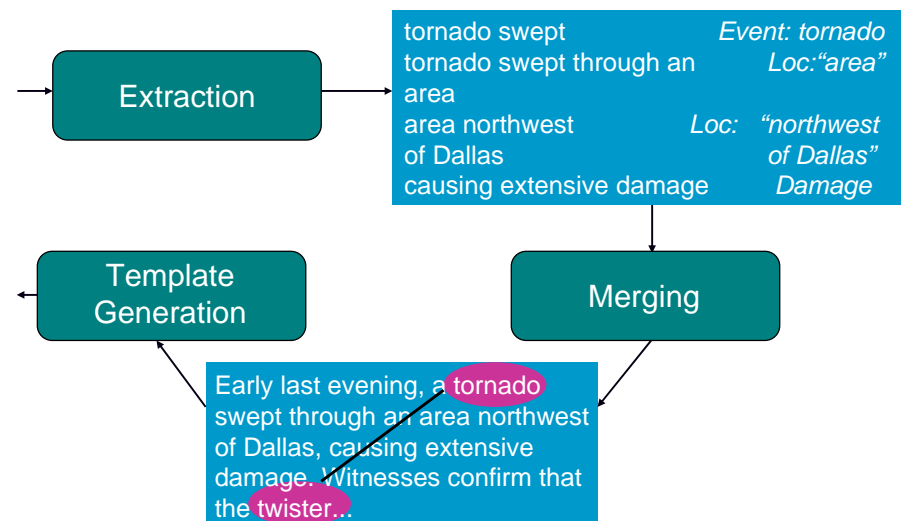 Extraction
tornado swept Event: tornado
tornado swept through an Loc:“area”
area
area northwest Loc: “northwest
of Dallas of Dallas”
causing extensive damage Damage
Template
Generation
Merging
Early last evening, a tornado
swept through an area northwest
of Dallas, causing extensive
damage. Witnesses confirm that
the twister...